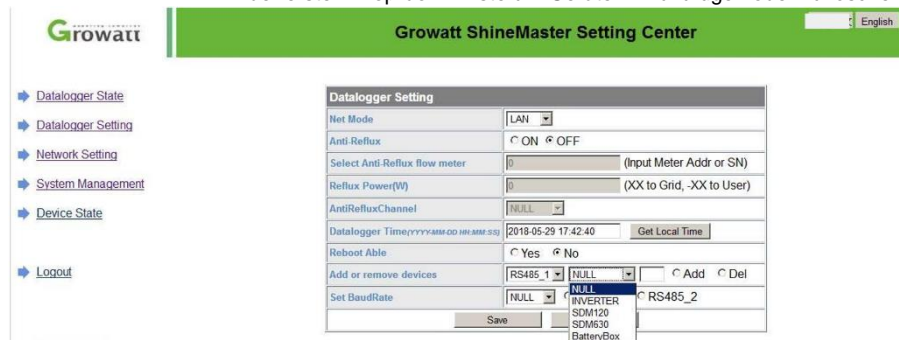 Growatt
Growatt ShineMaster Setting Center
English
Datalogger State
Datalogger Setting
Network Setting
System Management
Device State
Logout
Datalogger Setting
Net Mode LAN
Anti-Reflux ON OFF
Select Anti-Reflux flow meter 0 (Input Meter Addr or SN)
Reflux Power(W) 0 (XX to Grid, -XX to User)
AntiRefluxChannel NULL
Datalogger Time(YYYY-MM-DD HH:MM:SS) 2018-05-29 17:42:40 Get Local Time
Reboot Able Yes No
Add or remove devices RS485_1 NULL Add Del
Set BaudRate NULL RS485_2
NULL
INVERTER
SDM120
SDM630
BatteryBox